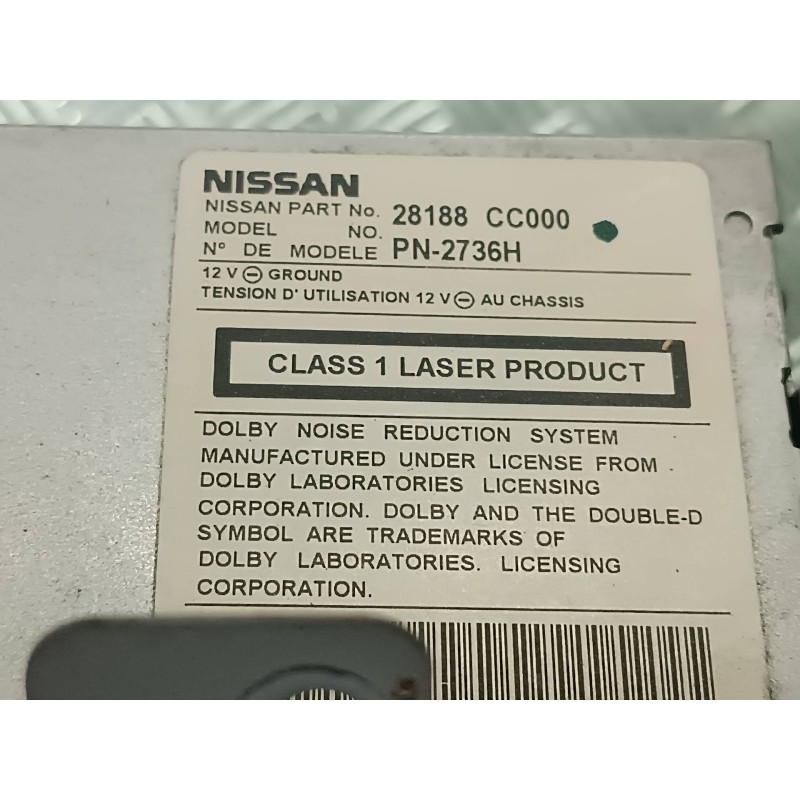 NISSAN
NISSAN PART No. 28188 CC000
MODEL NO.
N° DE MODELE PN-2736H
12 V ⊖ GROUND
TENSION D' UTILISATION 12 V ⊖ AU CHASSIS
CLASS 1 LASER PRODUCT
DOLBY NOISE REDUCTION SYSTEM
MANUFACTURED UNDER LICENSE FROM
DOLBY LABORATORIES LICENSING
CORPORATION. DOLBY AND THE DOUBLE-D
SYMBOL ARE TRADEMARKS OF
DOLBY LABORATORIES. LICENSING
CORPORATION.